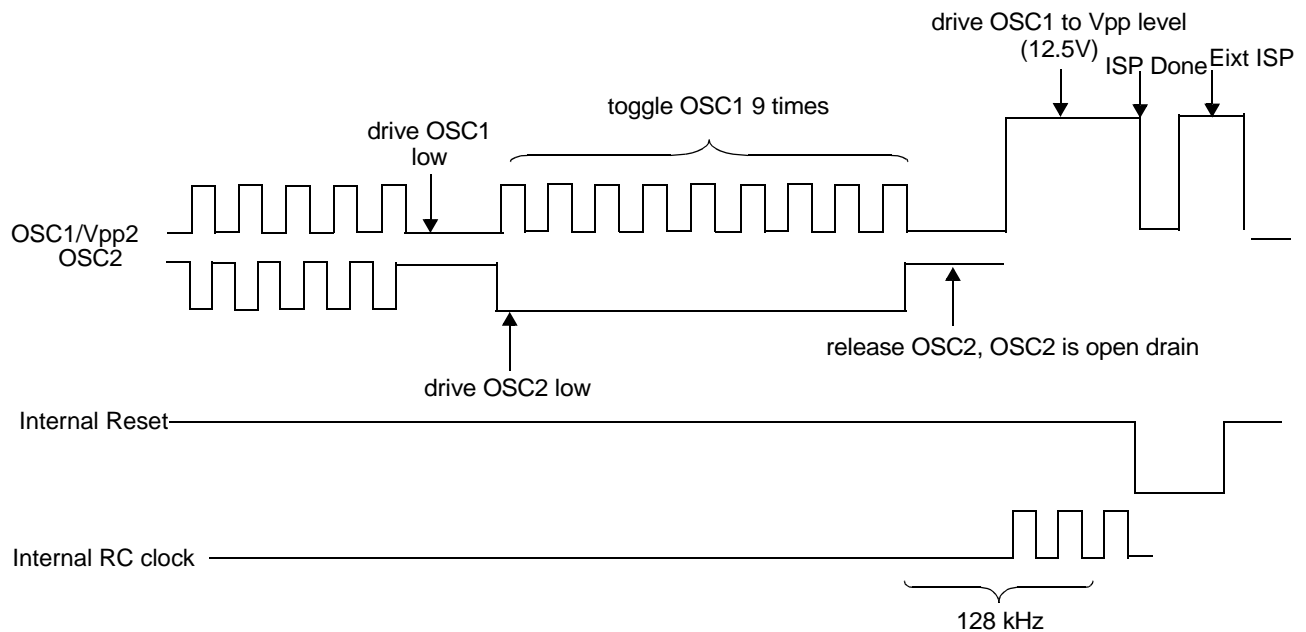 drive OSC1 to Vpp level
(12.5V)
ISP Done
Eixt ISP
toggle OSC1 9 times
drive OSC1
low
OSC1/Vpp2
OSC2
release OSC2, OSC2 is open drain
drive OSC2 low
Internal Reset
Internal RC clock
128 kHz